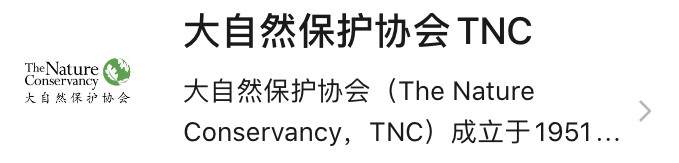 大自然保护协会 TNC
The Nature
Conservancy
大自然保护协会
大自然保护协会（The Nature
Conservancy，TNC）成立于1951...